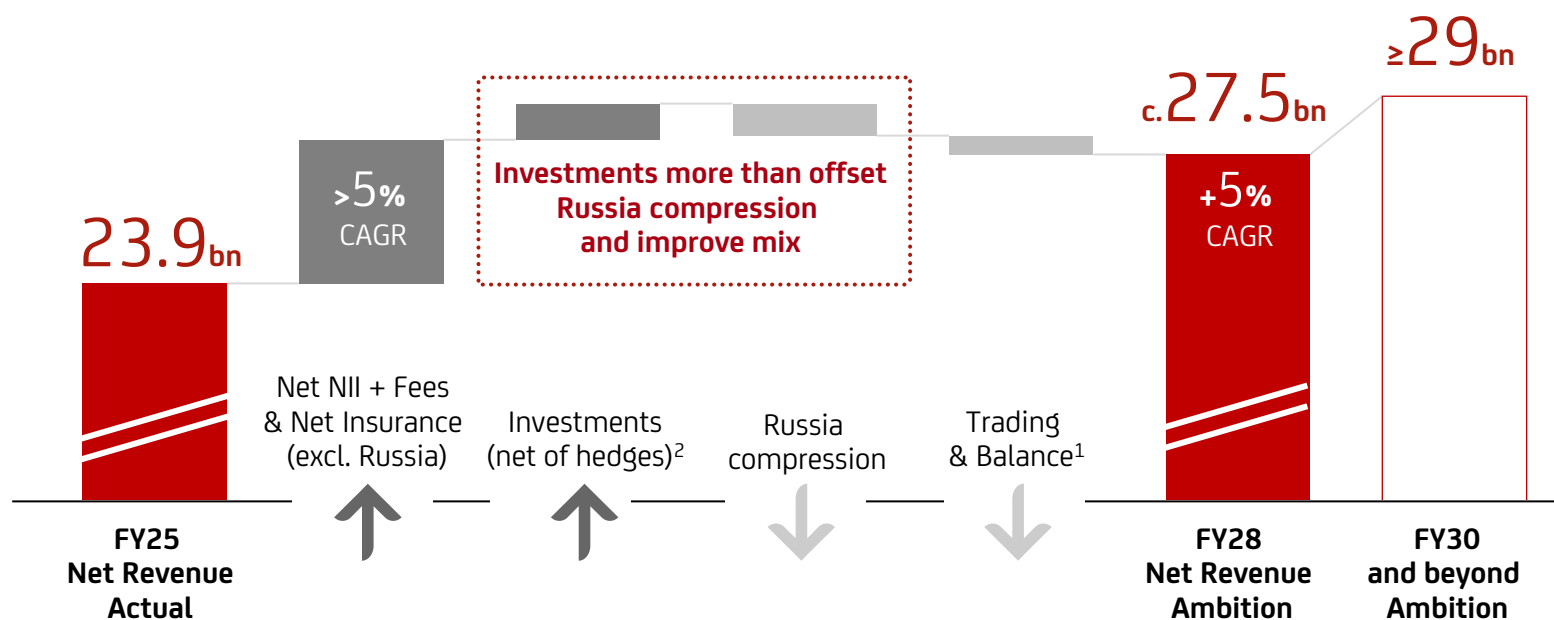 23.9bn
>5%
CAGR
Investments more than offset
Russia compression
and improve mix
c.27.5bn
+5%
CAGR
≥29bn
Net NII + Fees
& Net Insurance
(excl. Russia)
Investments
(net of hedges)2
Russia
compression
Trading
& Balance1
FY25
Net Revenue
Actual
FY28
Net Revenue
Ambition
FY30
and beyond
Ambition